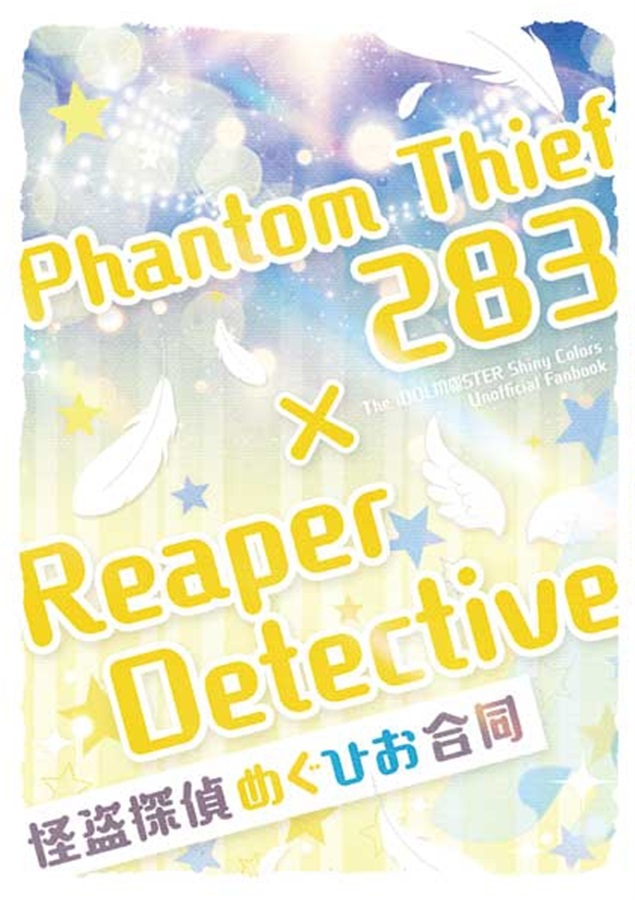 Phantom Thief
283
The iDOLM@STER Shiny Colors
Unofficial Fanbook
×
Reaper
Detective
怪盗探偵めぐひお合同